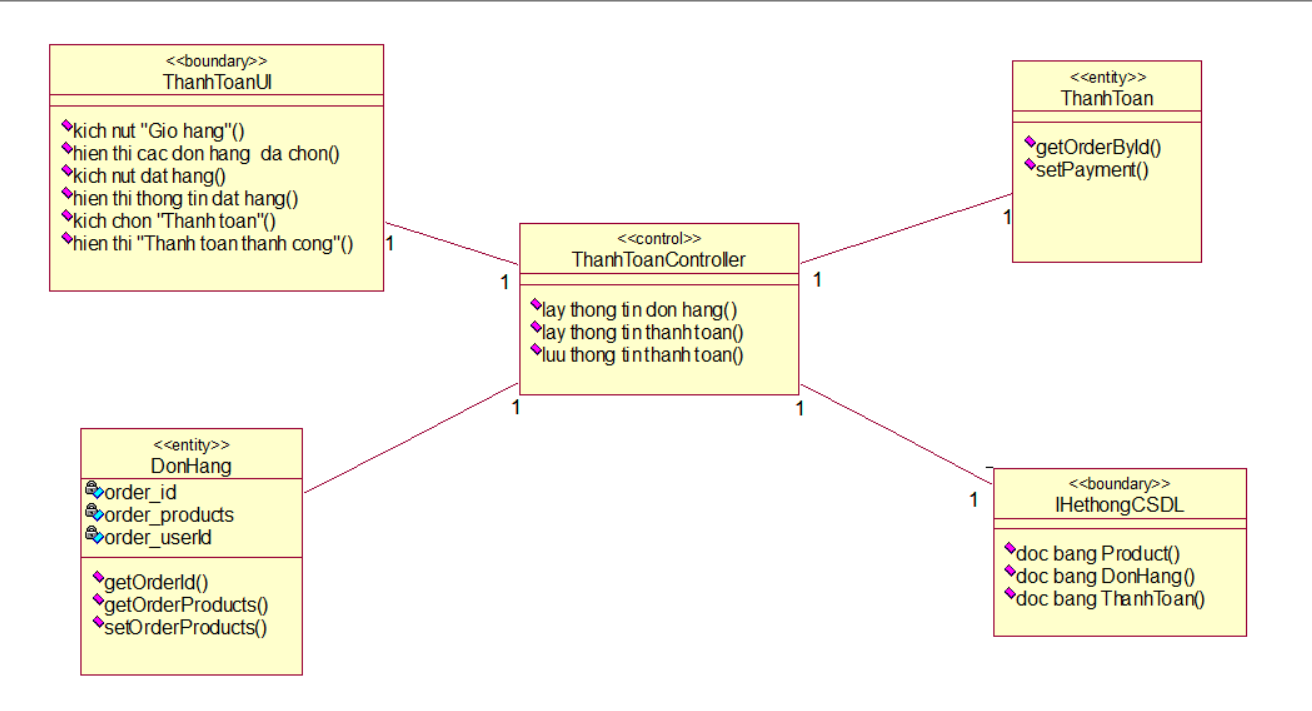 <<boundary>>
ThanhToanUI
kich nut "Gio hang"()
hien thi cac don hang da chon()
kich nut dat hang()
hien thi thong tin dat hang()
kich chon "Thanh toan"()
hien thi "Thanh toan thanh cong"()
1
1
<<entity>>
ThanhToan
getOrderById()
setPayment()
1
1
<<control>>
ThanhToanController
lay thong tin don hang()
lay thong tin thanh toan()
luu thong tin thanh toan()
1
1
<<entity>>
DonHang
order_id
order_products
order_userId
getOrderId()
getOrderProducts()
setOrderProducts()
1
<<boundary>>
IHethongCSDL
doc bang Product()
doc bang DonHang()
doc bang ThanhToan()